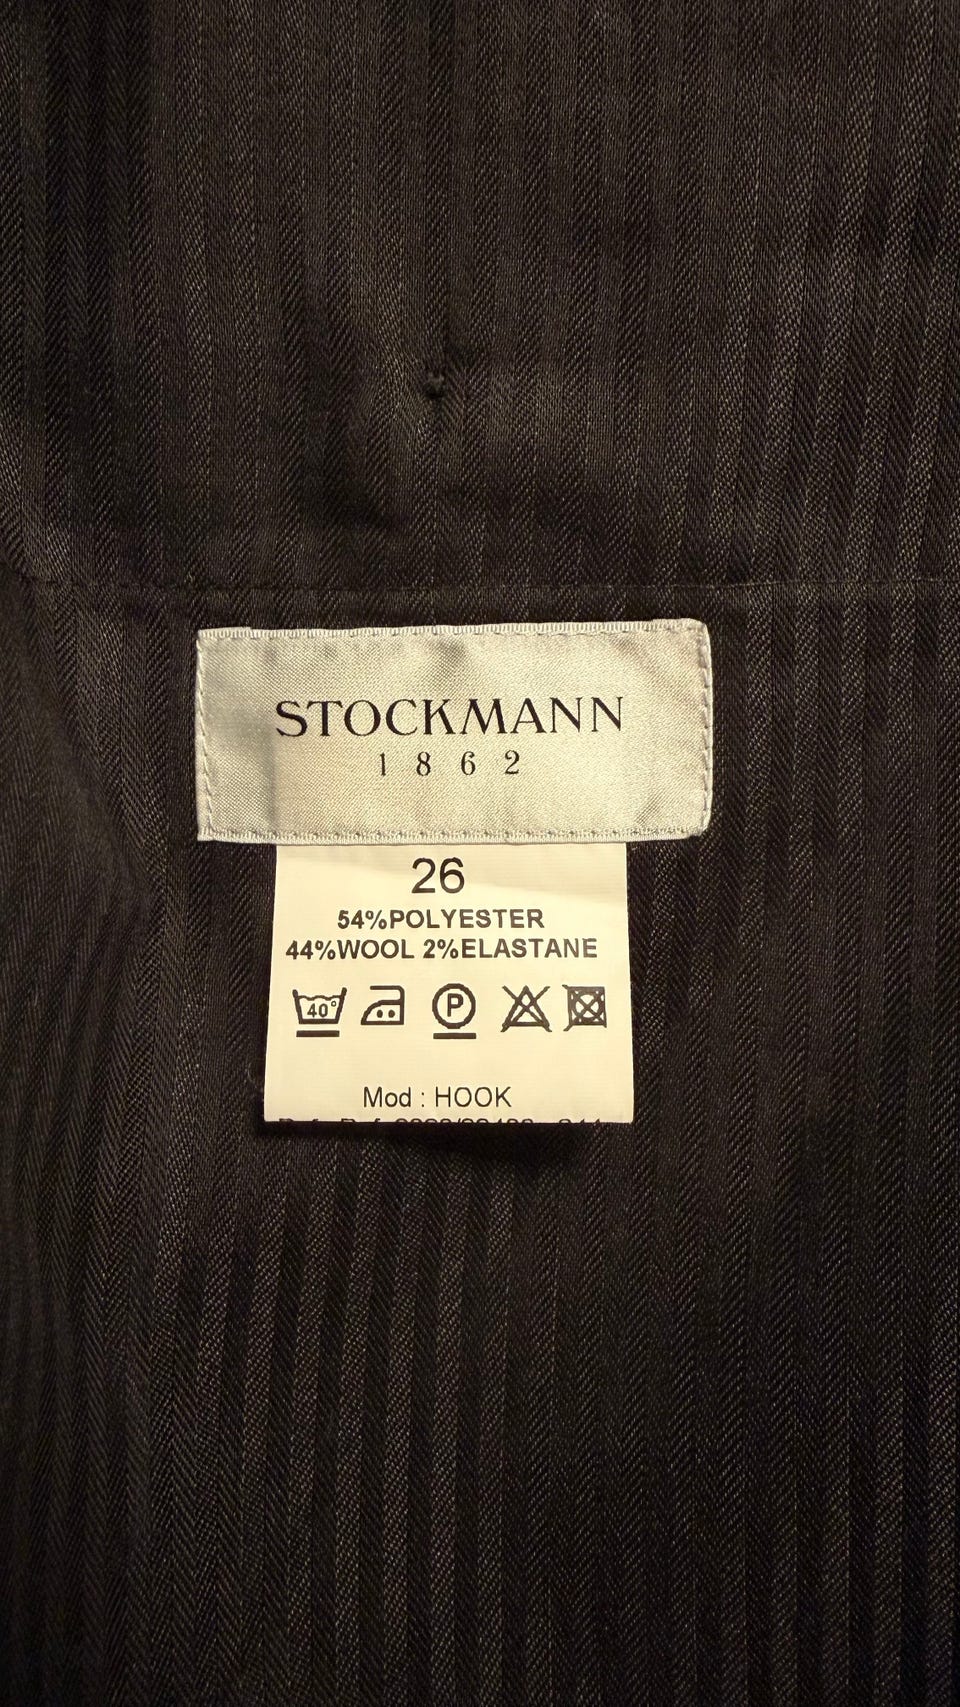 STOCKMANN
1862
26
54%POLYESTER
44%WOOL 2%ELASTANE
40°
P
Mod : HOOK